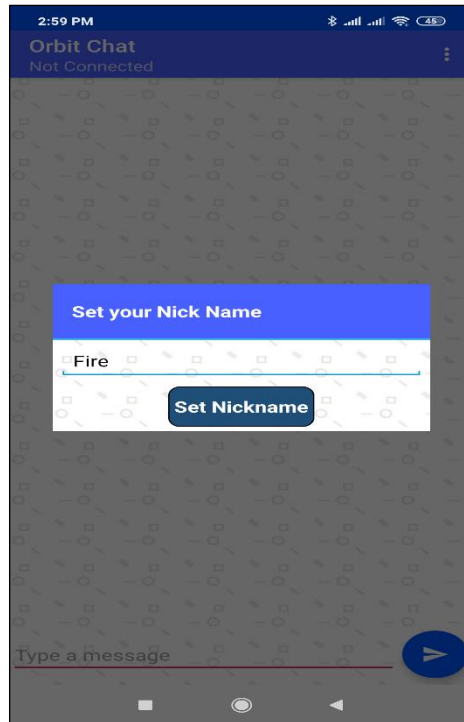 2:59 PM 45
Orbit Chat
Not Connected
Set your Nick Name
Fire
Set Nickname
Type a message